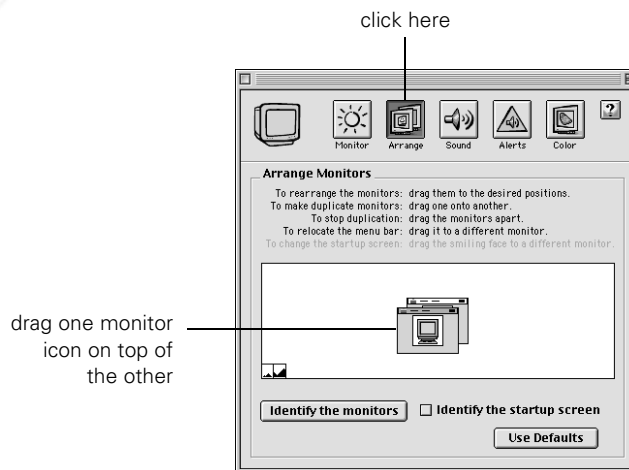 click here
Monitor Arrange Sound Alerts Color ?
Arrange Monitors
To rearrange the monitors: drag them to the desired positions.
To make duplicate monitors: drag one onto another.
To stop duplication: drag the monitors apart.
To relocate the menu bar: drag it to a different monitor.
To change the startup screen: drag the smiling face to a different monitor.
drag one monitor
icon on top of
the other
Identify the monitors Identify the startup screen
Use Defaults